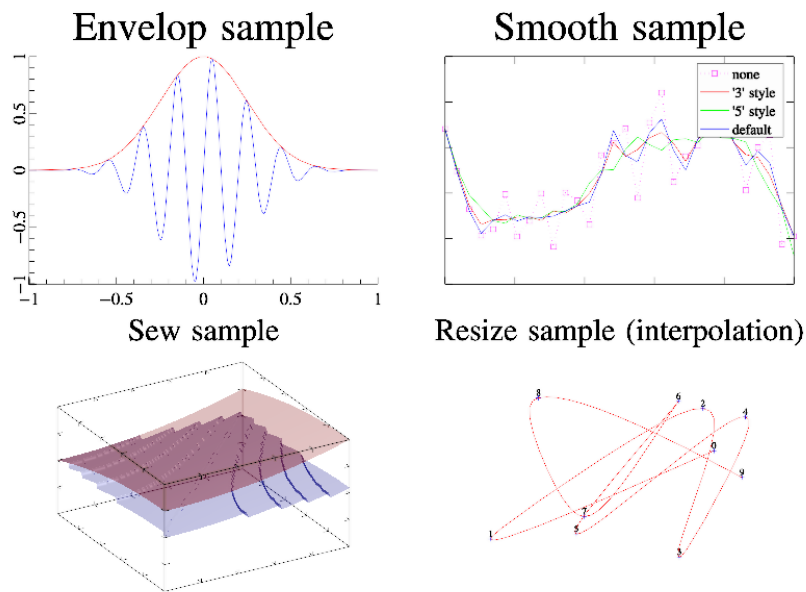 Envelop sample
Smooth sample
1
0.5
0
−0.5
−1
−1
−0.5
0
0.5
1
none
'3' style
'5' style
default
Sew sample
Resize sample (interpolation)
8
6
2
4
0
9
7
5
1
3